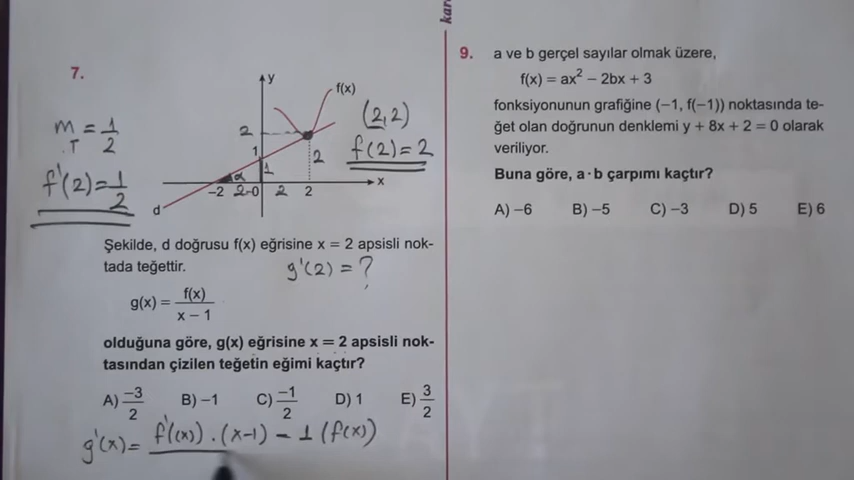 kar
7.
y
f(x)
(2,2)
2
m_T = 1/2
f(2) = 2
1
2
f'(2) = 1/2
α
1
-2
2
0
2
2
x
d
Şekilde, d doğrusu f(x) eğrisine x = 2 apsisli nok-
tada teğettir.
g'(2) = ?
g(x) = f(x) / x − 1
olduğuna göre, g(x) eğrisine x = 2 apsisli nok-
tasından çizilen teğetin eğimi kaçtır?
A) −3/2 B) −1 C) −1/2 D) 1 E) 3/2
g'(x) = f'(x) . (x-1) - 1 (f(x))
9. a ve b gerçel sayılar olmak üzere,
f(x) = ax² − 2bx + 3
fonksiyonunun grafiğine (−1, f(−1)) noktasında te-
ğet olan doğrunun denklemi y + 8x + 2 = 0 olarak
veriliyor.
Buna göre, a·b çarpımı kaçtır?
A) −6 B) −5 C) −3 D) 5 E) 6